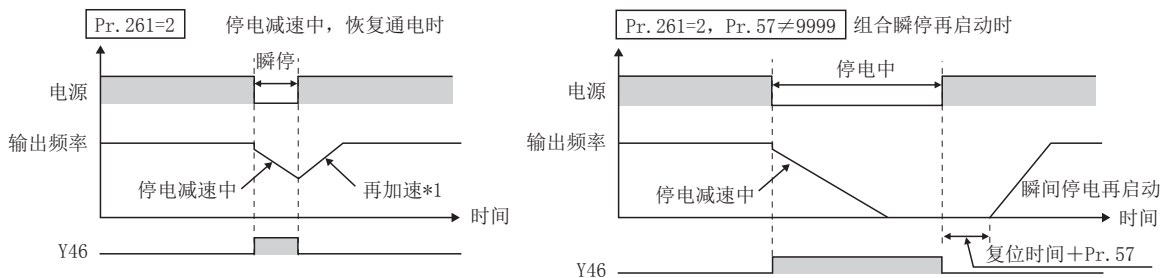 Pr.261=2 停电减速中，恢复通电时
瞬停
电源
输出频率
停电减速中
再加速*1
时间
Y46
Pr.261=2，Pr.57≠9999 组合瞬停再启动时
停电中
电源
输出频率
停电减速中
瞬间停电再启动
时间
复位时间＋Pr.57
Y46